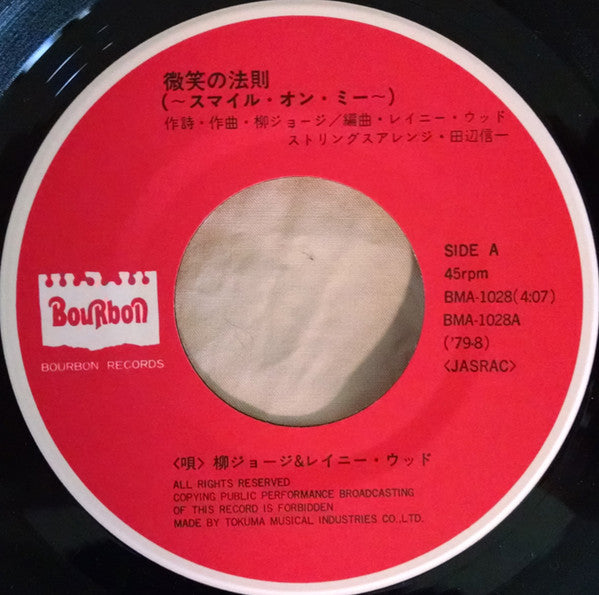 微笑の法則
(〜スマイル・オン・ミー〜)
作詩・作曲・柳ジョージ/編曲・レイニー・ウッド
ストリングスアレンジ・田辺信一
SIDE A
45rpm
BMA-1028(4:07)
BMA-1028A
('79·8)
<JASRAC>
BouRbon
BOURBON RECORDS
〈唄〉柳ジョージ&レイニー・ウッド
ALL RIGHTS RESERVED
COPYING PUBLIC PERFORMANCE BROADCASTING
OF THIS RECORD IS FORBIDDEN
MADE BY TOKUMA MUSICAL INDUSTRIES CO.,LTD.